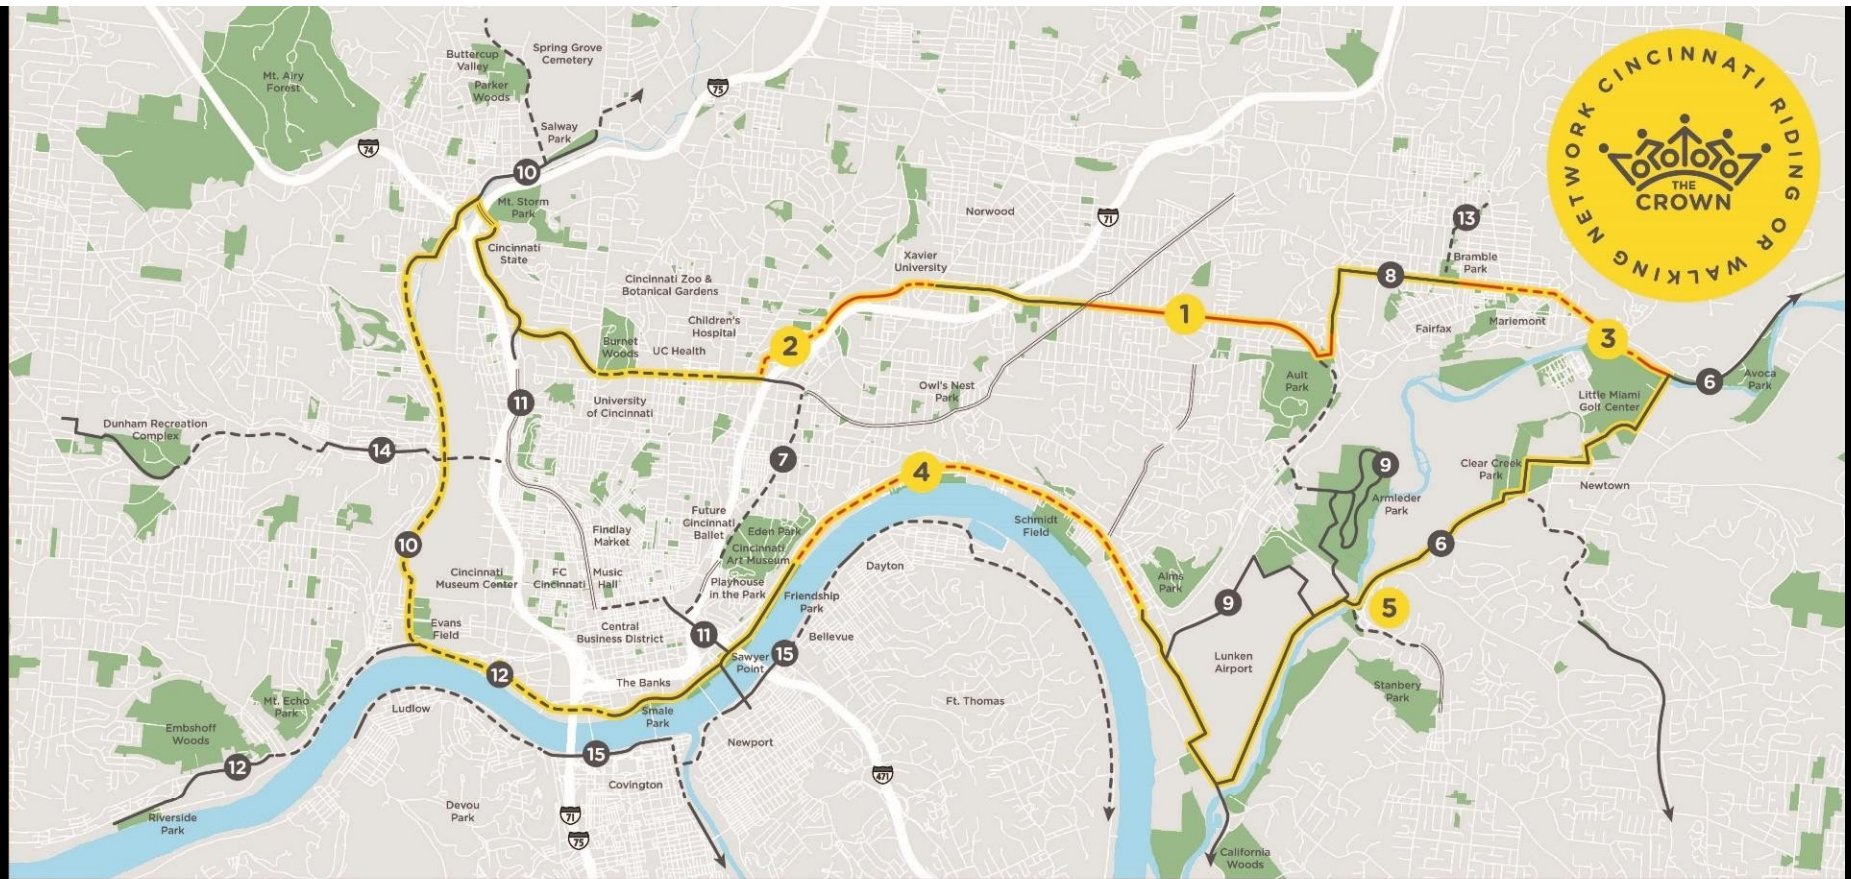 Buttercup
Valley
Spring Grove
Cemetery
Mt. Airy
Forest
Parker
Woods
75
Salway
Park
74
10
Mt. Storm
Park
Cincinnati
State
Norwood
71
Xavier
University
Cincinnati Zoo &
Botanical Gardens
Children's
Hospital
2
1
13
Bramble
Park
8
CINCINNATI RIDING OR WALKING NETWORK
THE
CROWN
Fairfax
Mariemont
3
Burnet
Woods
UC Health
Owl's Nest
Park
Ault
Park
6
Avoca
Park
Little Miami
Golf Center
11
University
of Cincinnati
Dunham Recreation
Complex
14
7
4
9
Clear Creek
Park
Newtown
Armleder
Park
Future
Cincinnati
Ballet
Eden Park
Cincinnati
Art Museum
Schmidt
Field
Findlay
Market
10
6
Cincinnati
Museum Center
FC
Cincinnati
Music
Hall
Playhouse
in the Park
Dayton
Friendship
Park
Alms
Park
9
5
Evans
Field
Central
Business District
11
Bellevue
15
Sawyer
Point
Lunken
Airport
12
The Banks
Stanbery
Park
Mt. Echo
Park
Ludlow
Smale
Park
Ft. Thomas
Embshoff
Woods
12
15
Newport
471
Covington
Devou
Park
71
75
Riverside
Park
California
Woods